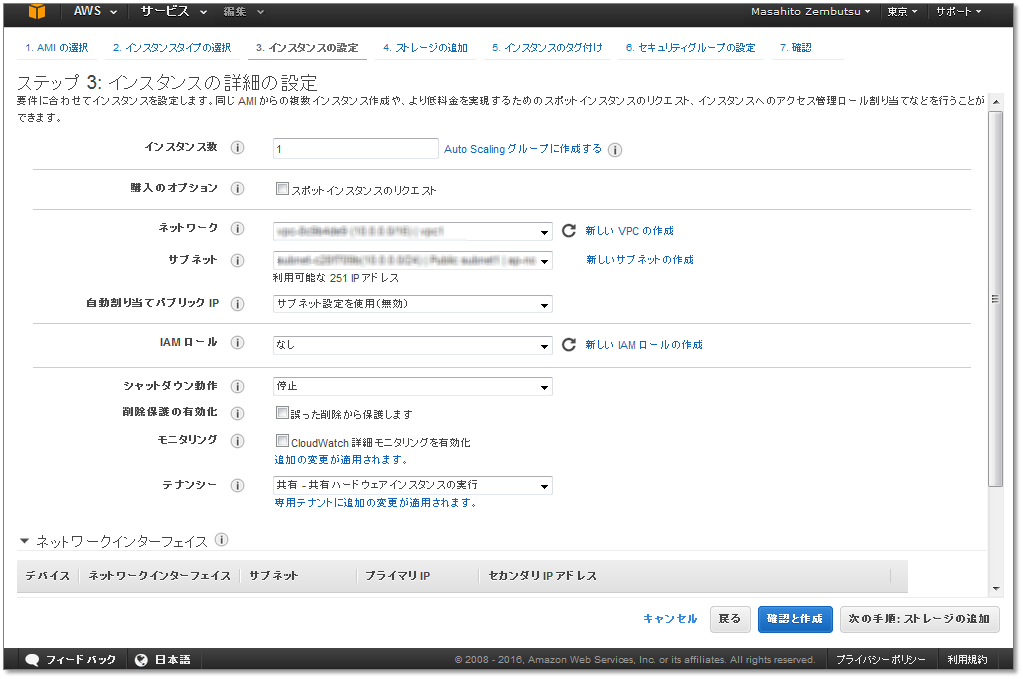 AWS サービス 編集 Masahito Zembutsu 東京 サポート
1. AMI の選択 2. インスタンスタイプの選択 3. インスタンスの設定 4. ストレージの追加 5. インスタンスのタグ付け 6. セキュリティグループの設定 7. 確認
ステップ 3: インスタンスの詳細の設定
要件に合わせてインスタンスを設定します。同じ AMI からの複数インスタンス作成や、より低料金を実現するためのスポットインスタンスのリクエスト、インスタンスへのアクセス管理ロール割り当てなどを行うことが
できます。
インスタンス数 1 Auto Scaling グループに作成する
購入のオプション スポットインスタンスのリクエスト
ネットワーク 新しい VPC の作成
サブネット 新しいサブネットの作成
利用可能な 251 IP アドレス
自動割り当てパブリック IP サブネット設定を使用(無効)
IAM ロール なし 新しい IAM ロールの作成
シャットダウン動作 停止
削除保護の有効化 誤った削除から保護します
モニタリング CloudWatch 詳細モニタリングを有効化
追加の変更が適用されます。
テナンシー 共有 - 共有ハードウェアインスタンスの実行
専用テナントに追加の変更が適用されます。
ネットワークインターフェイス
デバイス ネットワークインターフェイス サブネット プライマリ IP セカンダリ IP アドレス
キャンセル 戻る 確認と作成 次の手順: ストレージの追加
フィードバック 日本語 © 2008 - 2016, Amazon Web Services, Inc. or its affiliates. All rights reserved. プライバシーポリシー 利用規約